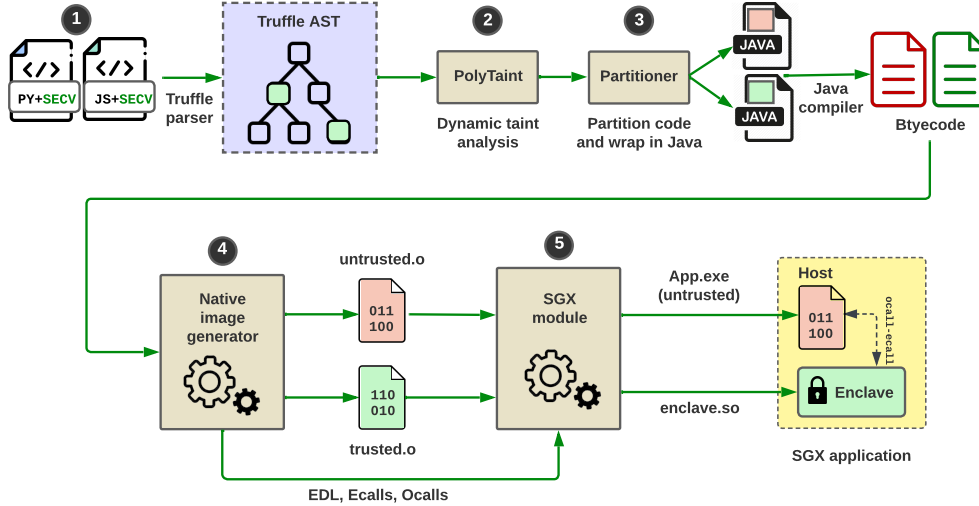 1
PY+SECV
JS+SECV
Truffle
parser
Truffle AST
2
PolyTaint
Dynamic taint
analysis
3
Partitioner
Partition code
and wrap in Java
JAVA
JAVA
Java
compiler
Btyecode
4
Native
image
generator
untrusted.o
011
100
110
010
trusted.o
EDL, Ecalls, Ocalls
5
SGX
module
App.exe
(untrusted)
enclave.so
Host
011
100
ocall-ecall
Enclave
SGX application